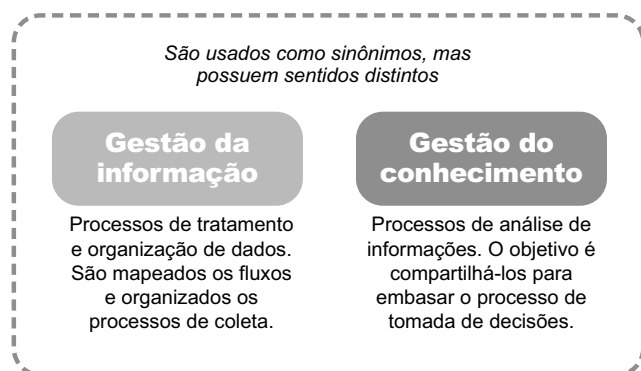 São usados como sinônimos, mas
possuem sentidos distintos
Gestão da
informação
Processos de tratamento
e organização de dados.
São mapeados os fluxos
e organizados os
processos de coleta.
Gestão do
conhecimento
Processos de análise de
informações. O objetivo é
compartilhá-los para
embasar o processo de
tomada de decisões.